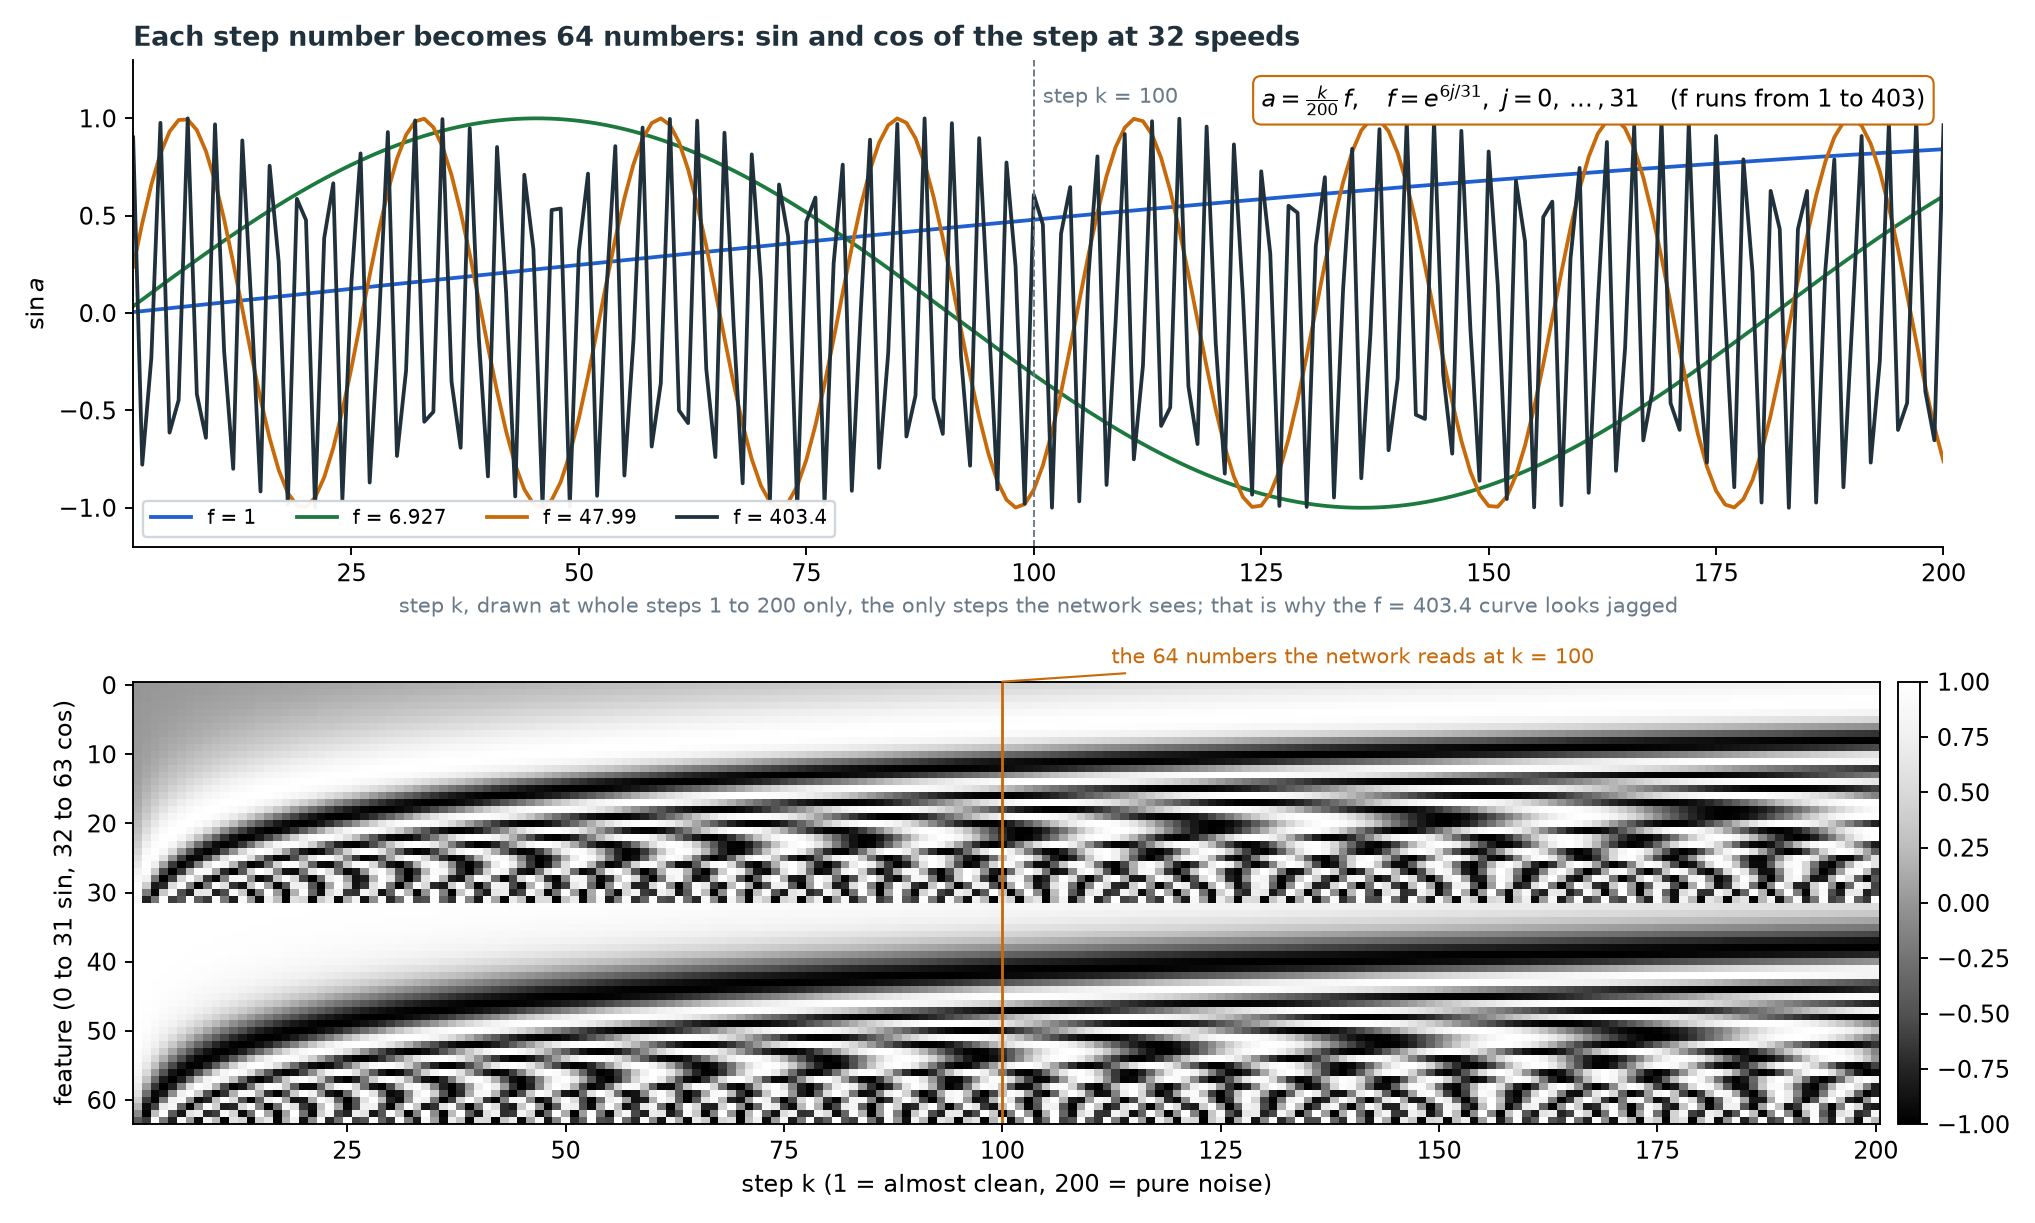 Each step number becomes 64 numbers: sin and cos of the step at 32 speeds
step k = 100
a = k/200 f,   f = e^{6j/31}, j = 0, ..., 31   (f runs from 1 to 403)
1.0
0.5
0.0
−0.5
−1.0
sin a
f = 1   f = 6.927   f = 47.99   f = 403.4
25 50 75 100 125 150 175 200
step k, drawn at whole steps 1 to 200 only, the only steps the network sees; that is why the f = 403.4 curve looks jagged
the 64 numbers the network reads at k = 100
0
10
20
30
40
50
60
feature (0 to 31 sin, 32 to 63 cos)
1.00
0.75
0.50
0.25
0.00
−0.25
−0.50
−0.75
−1.00
25 50 75 100 125 150 175 200
step k (1 = almost clean, 200 = pure noise)